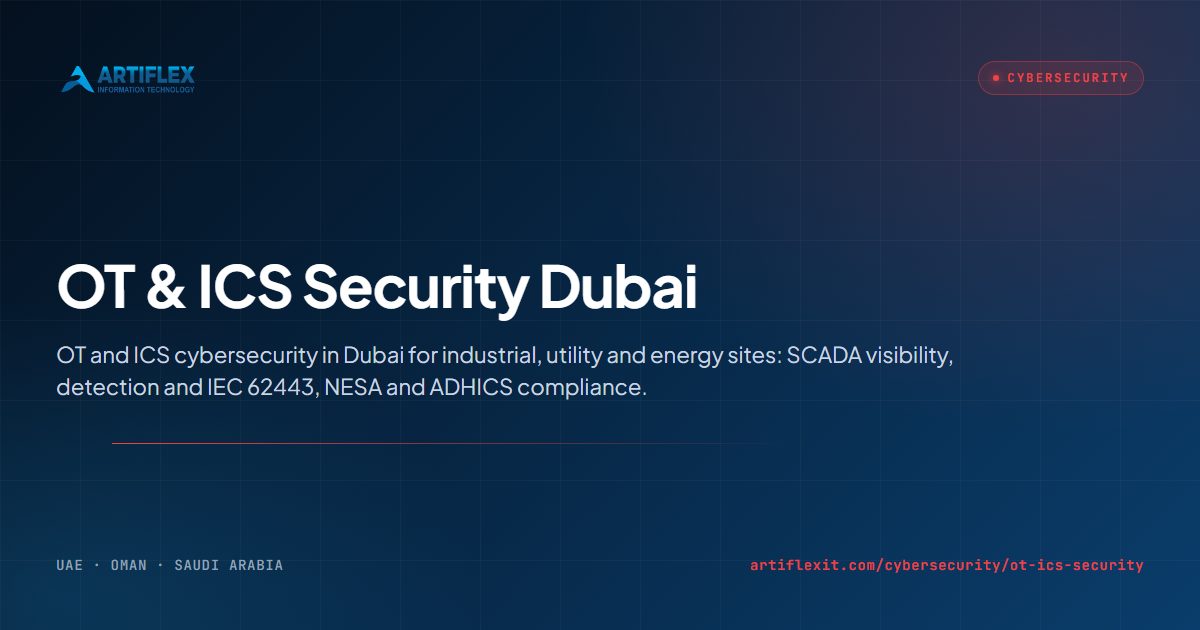 ARTIFLEX
INFORMATION TECHNOLOGY
CYBERSECURITY
OT & ICS Security Dubai
OT and ICS cybersecurity in Dubai for industrial, utility and energy sites: SCADA visibility,
detection and IEC 62443, NESA and ADHICS compliance.
UAE · OMAN · SAUDI ARABIA
artiflexit.com/cybersecurity/ot-ics-security